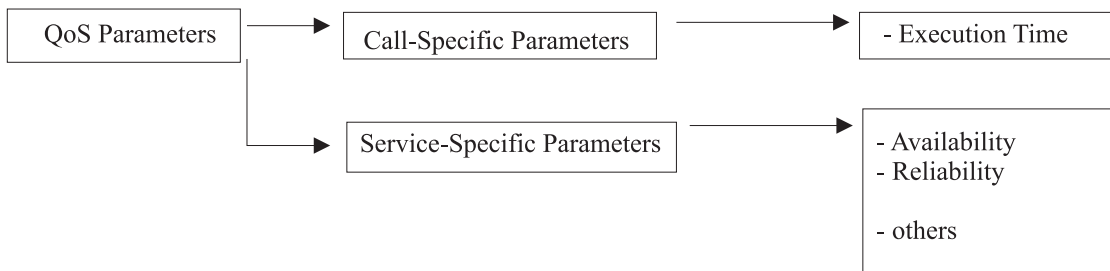 QoS Parameters
Call-Specific Parameters
- Execution Time
Service-Specific Parameters
- Availability
- Reliability
- others